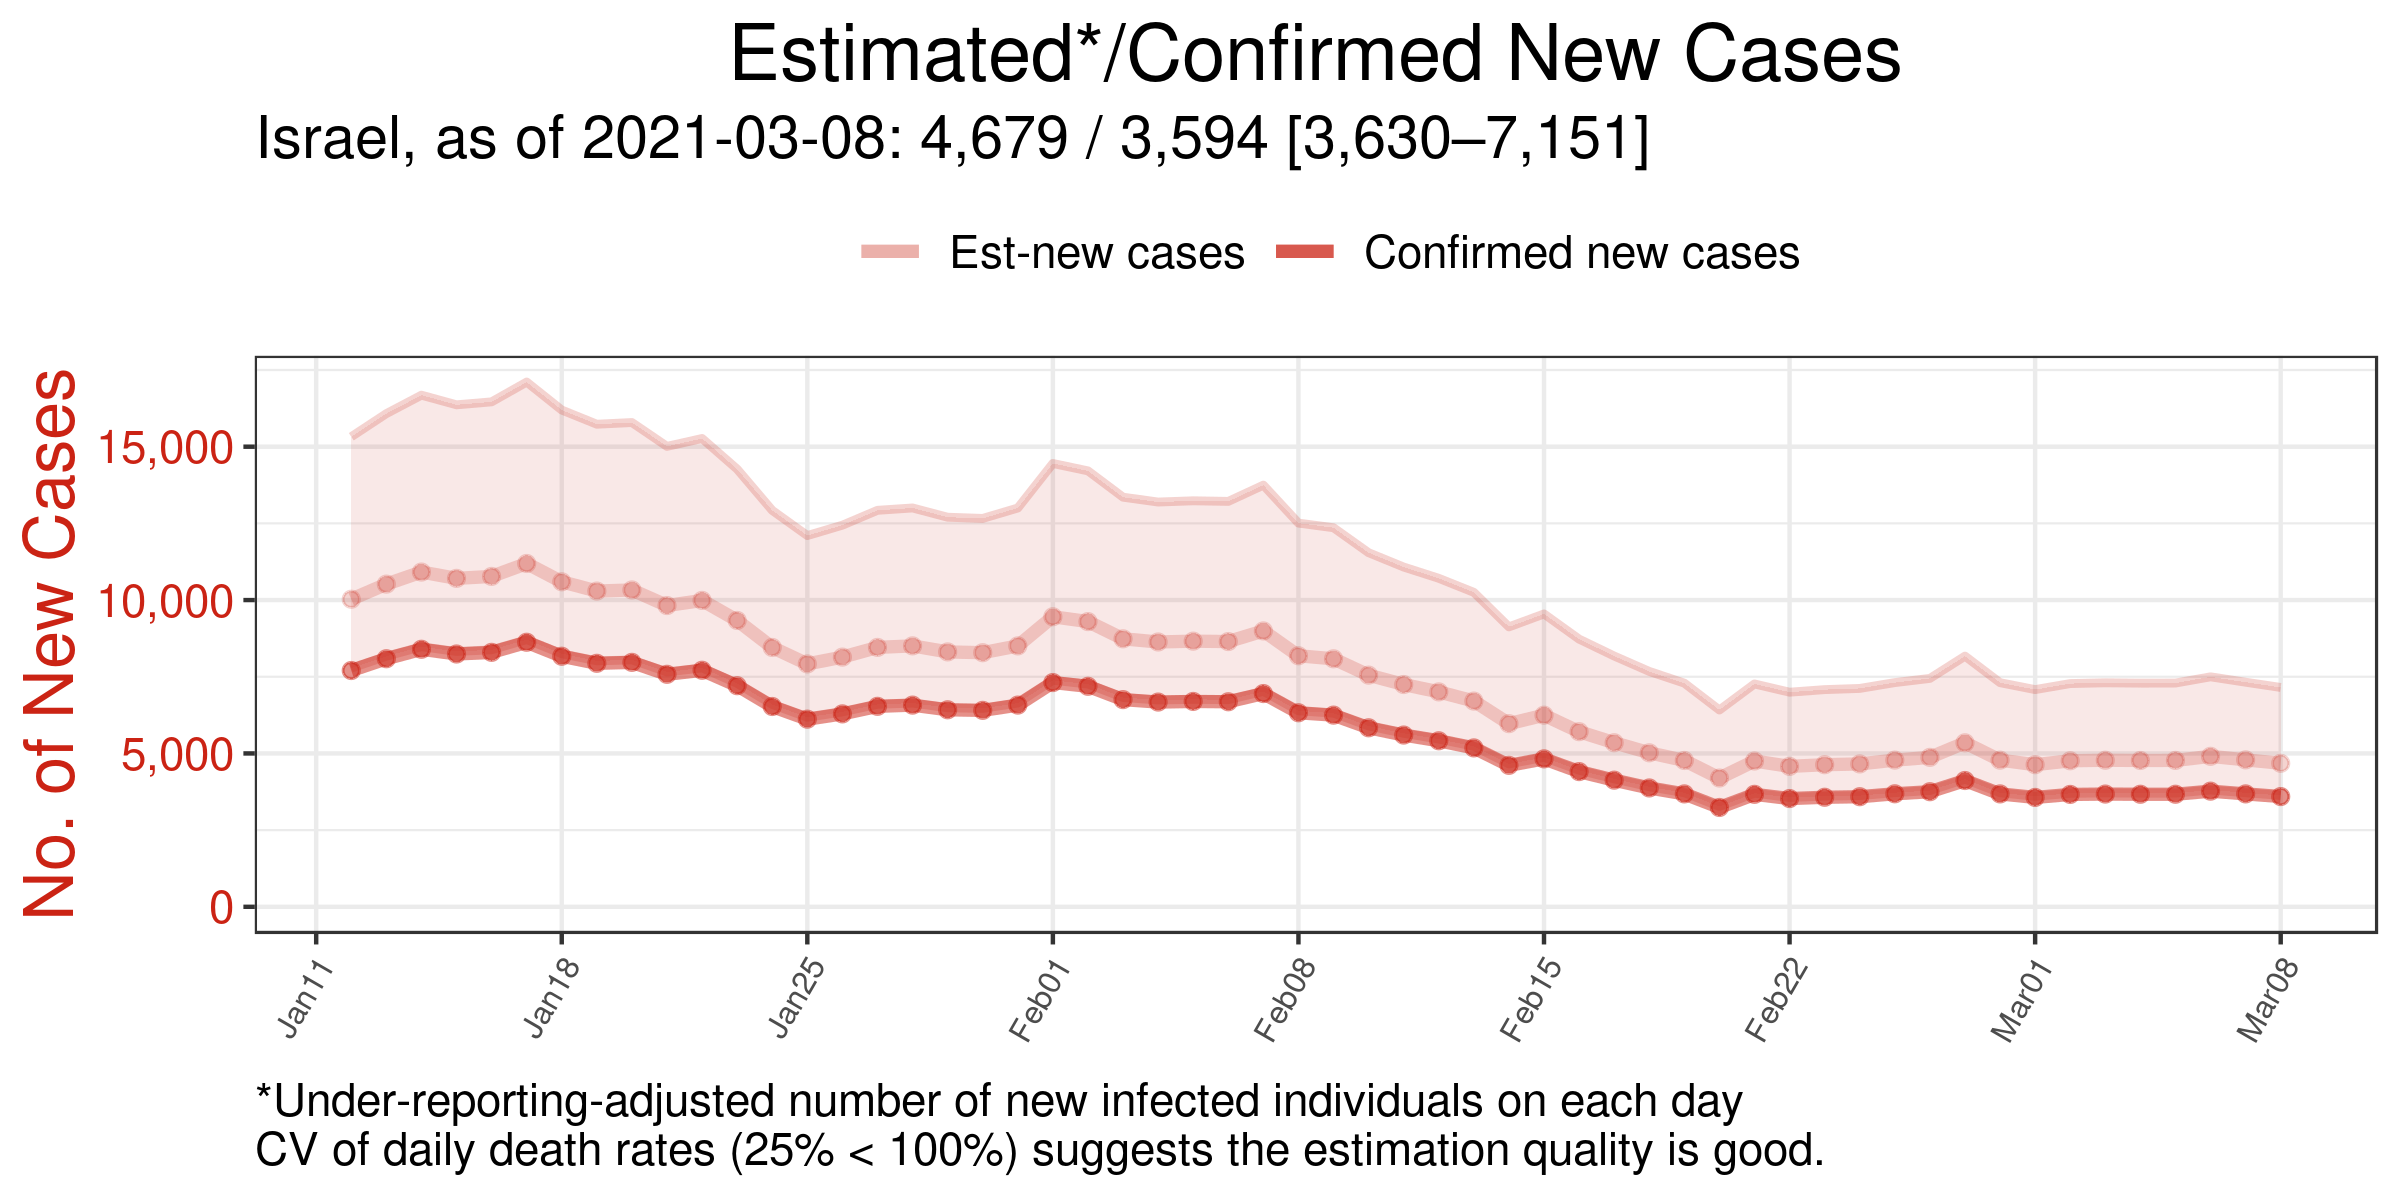 Estimated*/Confirmed New Cases
Israel, as of 2021-03-08: 4,679 / 3,594 [3,630–7,151]
Est-new cases
Confirmed new cases
No. of New Cases
15,000
10,000
5,000
0
Jan11
Jan18
Jan25
Feb01
Feb08
Feb15
Feb22
Mar01
Mar08
*Under-reporting-adjusted number of new infected individuals on each day
CV of daily death rates (25% < 100%) suggests the estimation quality is good.